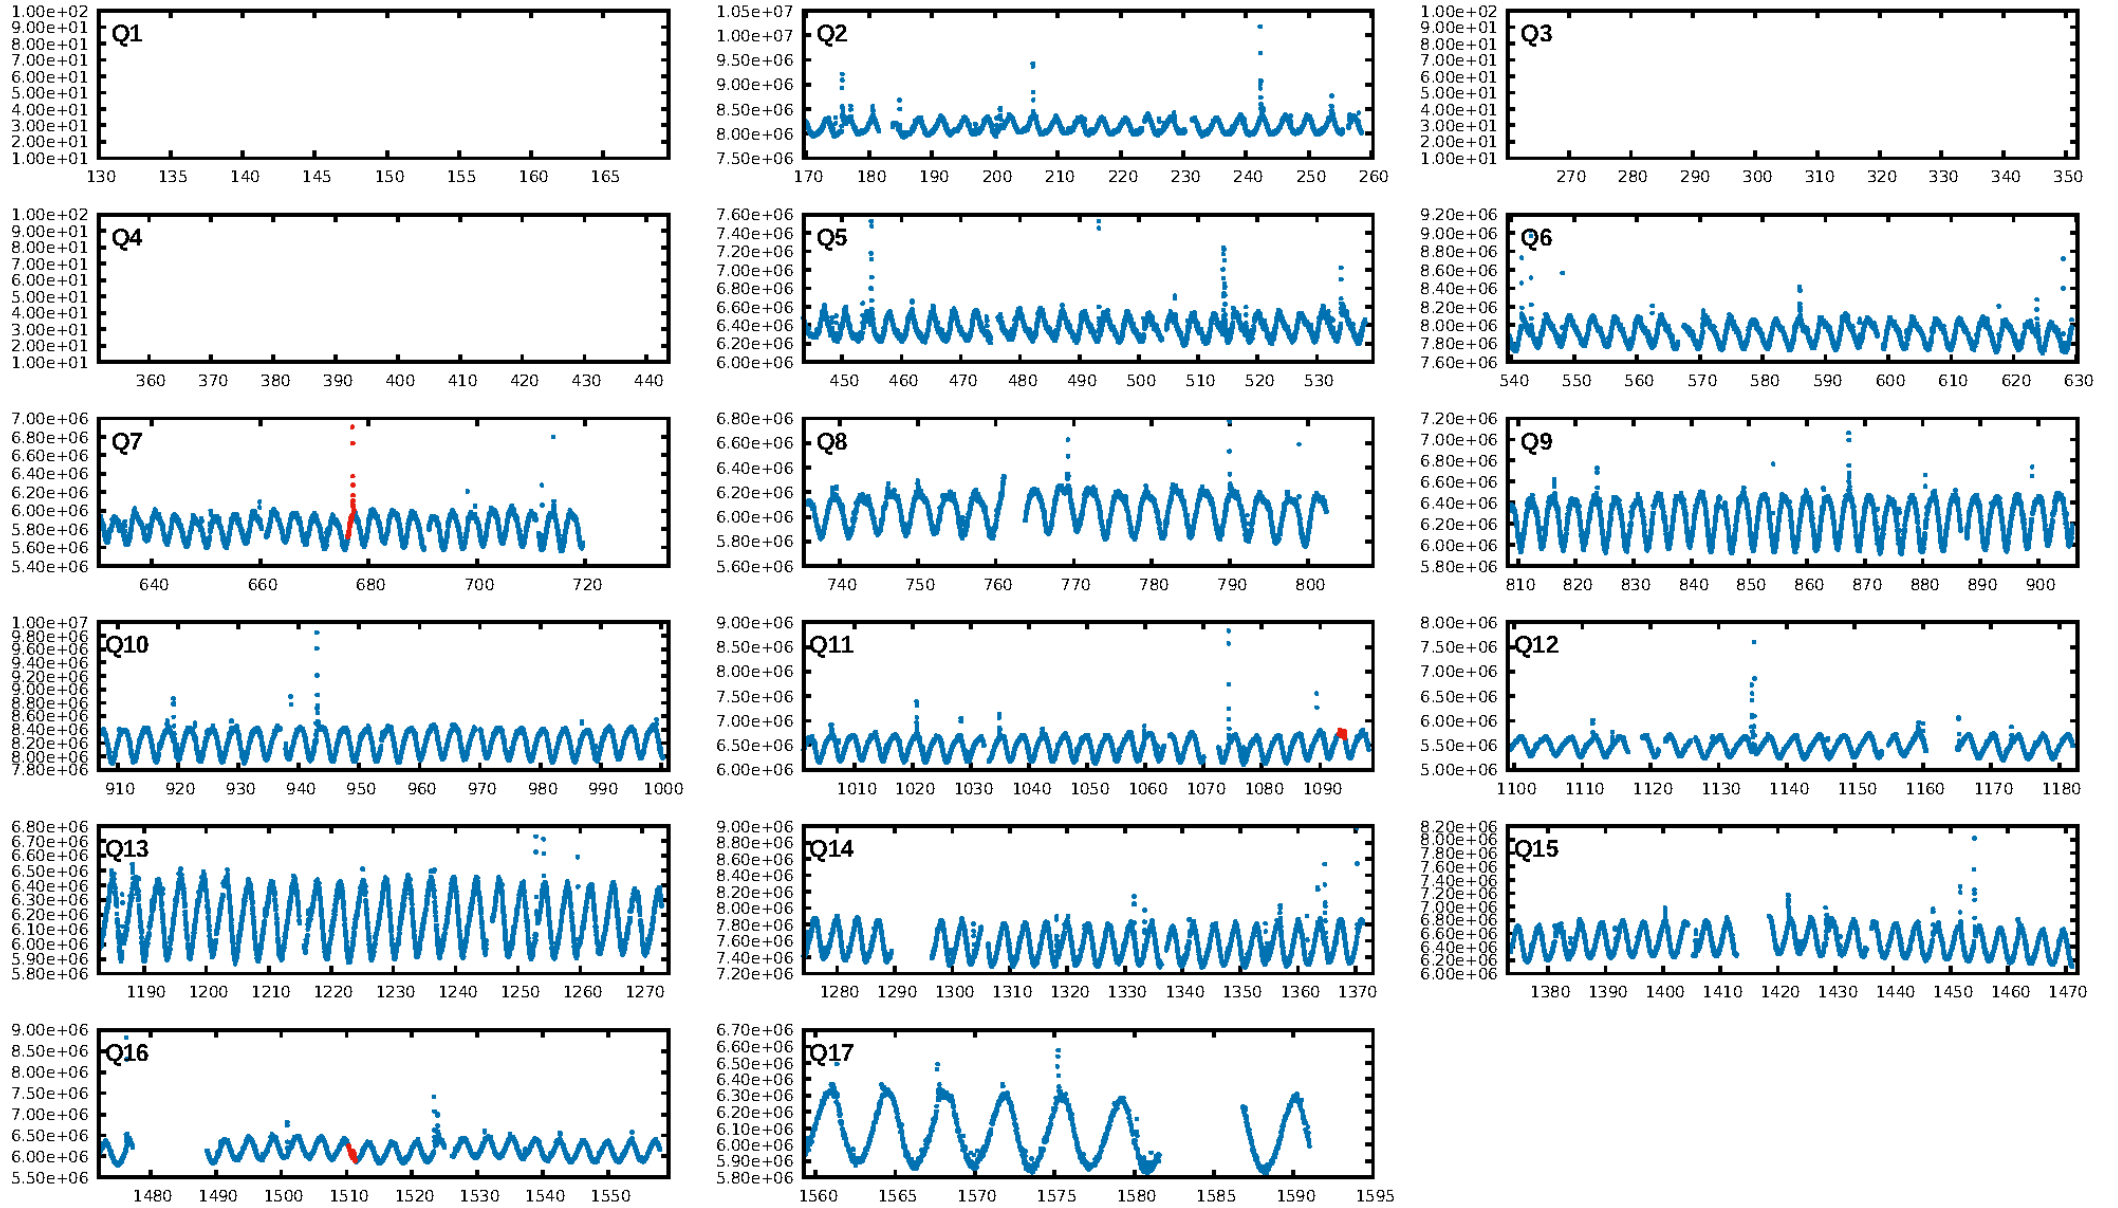 1.00e+02
9.00e+01
8.00e+01
7.00e+01
6.00e+01
5.00e+01
4.00e+01
3.00e+01
2.00e+01
1.00e+01
Q1
130 135 140 145 150 155 160 165
1.05e+07
1.00e+07
9.50e+06
9.00e+06
8.50e+06
8.00e+06
7.50e+06
Q2
170 180 190 200 210 220 230 240 250 260
1.00e+02
9.00e+01
8.00e+01
7.00e+01
6.00e+01
5.00e+01
4.00e+01
3.00e+01
2.00e+01
1.00e+01
Q3
270 280 290 300 310 320 330 340 350
1.00e+02
9.00e+01
8.00e+01
7.00e+01
6.00e+01
5.00e+01
4.00e+01
3.00e+01
2.00e+01
1.00e+01
Q4
360 370 380 390 400 410 420 430 440
7.60e+06
7.40e+06
7.20e+06
7.00e+06
6.80e+06
6.60e+06
6.40e+06
6.20e+06
6.00e+06
Q5
450 460 470 480 490 500 510 520 530
9.20e+06
9.00e+06
8.80e+06
8.60e+06
8.40e+06
8.20e+06
8.00e+06
7.80e+06
7.60e+06
Q6
540 550 560 570 580 590 600 610 620 630
7.00e+06
6.80e+06
6.60e+06
6.40e+06
6.20e+06
6.00e+06
5.80e+06
5.60e+06
5.40e+06
Q7
640 660 680 700 720
6.80e+06
6.60e+06
6.40e+06
6.20e+06
6.00e+06
5.80e+06
5.60e+06
Q8
740 750 760 770 780 790 800
7.20e+06
7.00e+06
6.80e+06
6.60e+06
6.40e+06
6.20e+06
6.00e+06
5.80e+06
Q9
810 820 830 840 850 860 870 880 890 900
1.00e+07
9.80e+06
9.60e+06
9.40e+06
9.20e+06
9.00e+06
8.80e+06
8.60e+06
8.40e+06
8.20e+06
8.00e+06
7.80e+06
Q10
910 920 930 940 950 960 970 980 990 1000
9.00e+06
8.50e+06
8.00e+06
7.50e+06
7.00e+06
6.50e+06
6.00e+06
Q11
1010 1020 1030 1040 1050 1060 1070 1080 1090
8.00e+06
7.50e+06
7.00e+06
6.50e+06
6.00e+06
5.50e+06
5.00e+06
Q12
1100 1110 1120 1130 1140 1150 1160 1170 1180
6.80e+06
6.70e+06
6.60e+06
6.50e+06
6.40e+06
6.30e+06
6.20e+06
6.10e+06
6.00e+06
5.90e+06
5.80e+06
Q13
1190 1200 1210 1220 1230 1240 1250 1260 1270
9.00e+06
8.80e+06
8.60e+06
8.40e+06
8.20e+06
8.00e+06
7.80e+06
7.60e+06
7.40e+06
7.20e+06
Q14
1280 1290 1300 1310 1320 1330 1340 1350 1360 1370
8.20e+06
8.00e+06
7.80e+06
7.60e+06
7.40e+06
7.20e+06
7.00e+06
6.80e+06
6.60e+06
6.40e+06
6.20e+06
6.00e+06
Q15
1380 1390 1400 1410 1420 1430 1440 1450 1460 1470
9.00e+06
8.50e+06
8.00e+06
7.50e+06
7.00e+06
6.50e+06
6.00e+06
5.50e+06
Q16
1480 1490 1500 1510 1520 1530 1540 1550
6.70e+06
6.60e+06
6.50e+06
6.40e+06
6.30e+06
6.20e+06
6.10e+06
6.00e+06
5.90e+06
5.80e+06
Q17
1560 1565 1570 1575 1580 1585 1590 1595